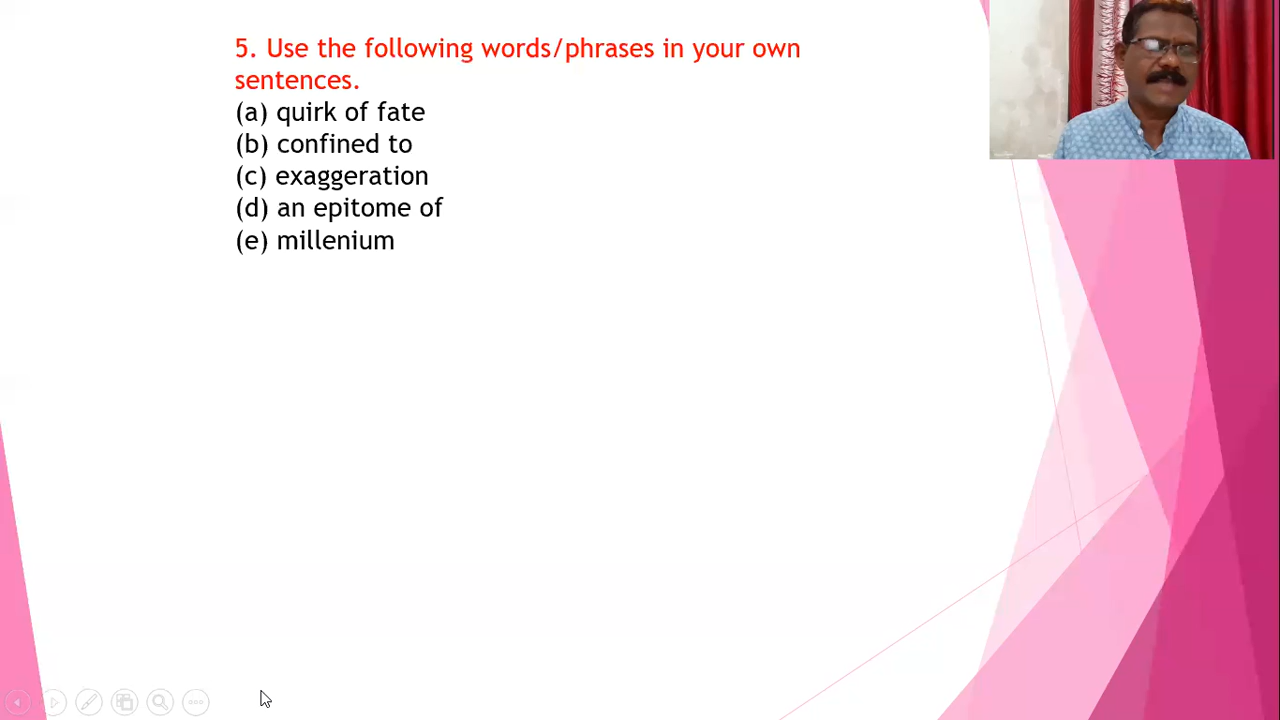 5. Use the following words/phrases in your own
sentences.
(a) quirk of fate
(b) confined to
(c) exaggeration
(d) an epitome of
(e) millenium